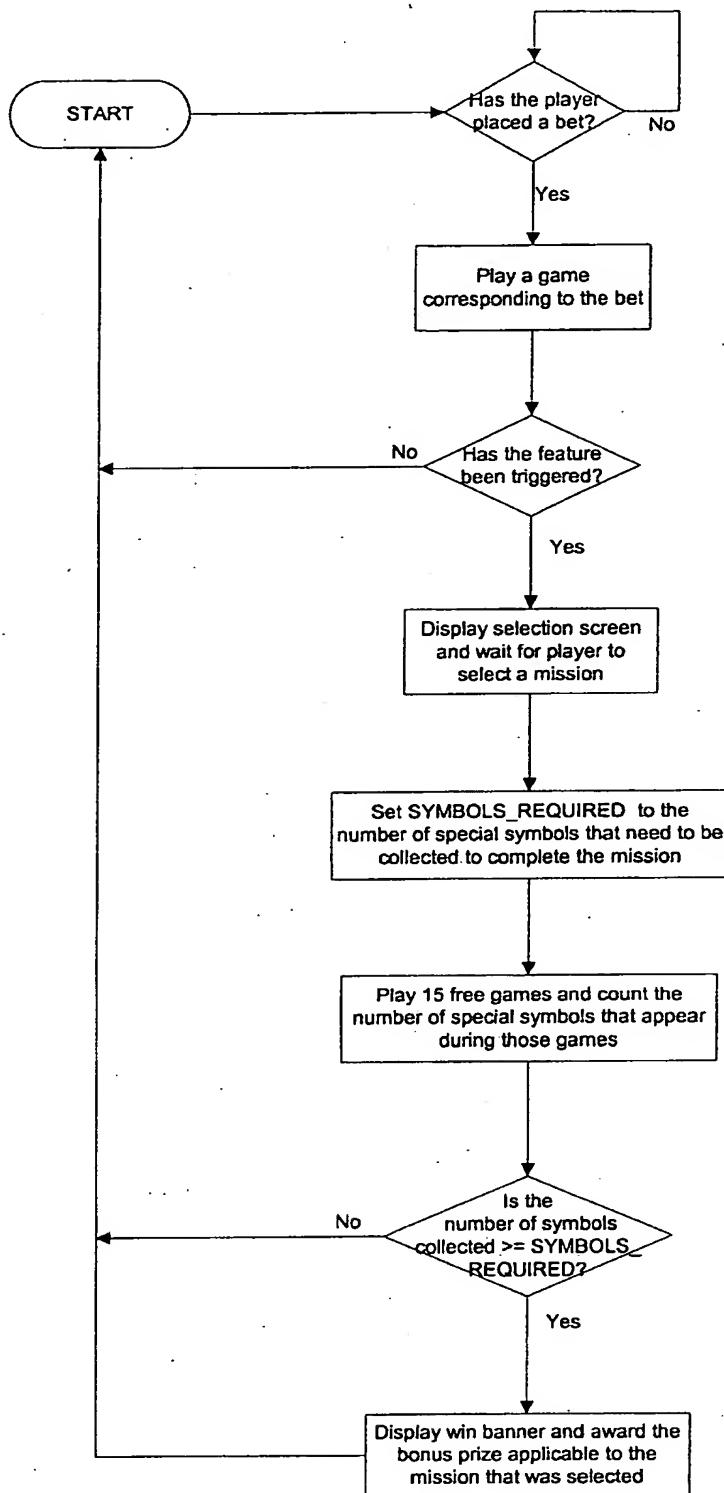 START
Has the player
placed a bet?
No
Yes
Play a game
corresponding to the bet
No
Has the feature
been triggered?
Yes
Display selection screen
and wait for player to
select a mission
Set SYMBOLS_REQUIRED to the
number of special symbols that need to be
collected to complete the mission
Play 15 free games and count the
number of special symbols that appear
during those games
No
Is the
number of symbols
collected >= SYMBOLS_
REQUIRED?
Yes
Display win banner and award the
bonus prize applicable to the
mission that was selected